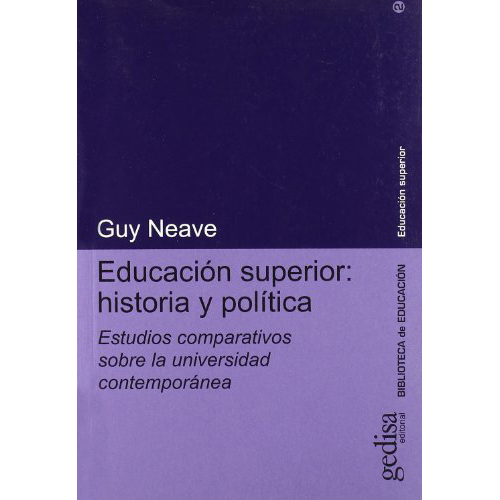 Guy Neave
Educación superior:
historia y política
Estudios comparativos
sobre la universidad
contemporánea
BIBLIOTECA de EDUCACIÓN
Educación superior
gedisa
editorial